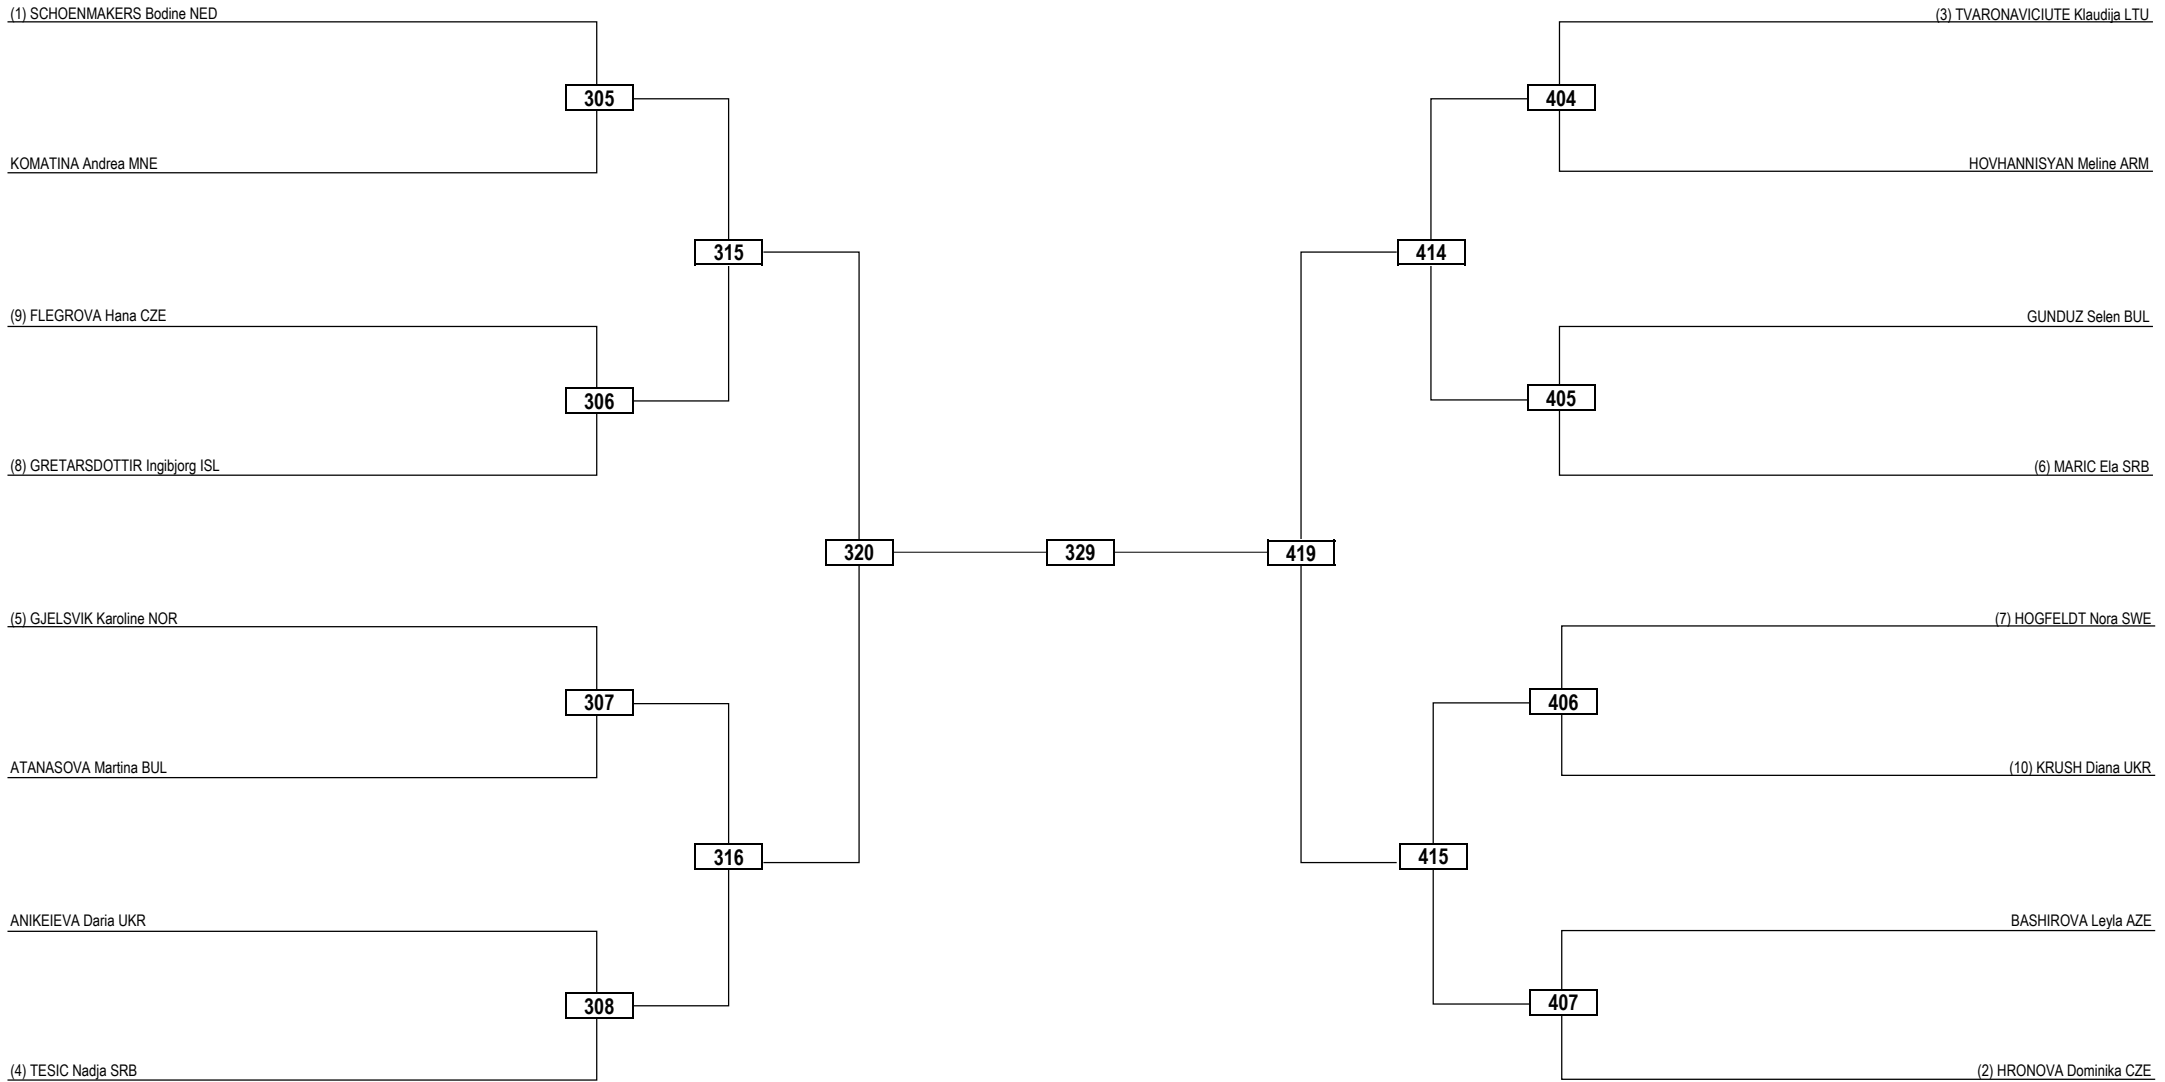 (1) SCHOENMAKERS Bodine NED
(3) TVARONAVICIUTE Klaudija LTU
305
404
KOMATINA Andrea MNE
HOVHANNISYAN Meline ARM
315
414
(9) FLEGROVA Hana CZE
GUNDUZ Selen BUL
306
405
(8) GRETARSDOTTIR Ingibjorg ISL
(6) MARIC Ela SRB
320
329
419
(5) GJELSVIK Karoline NOR
(7) HOGFELDT Nora SWE
307
406
ATANASOVA Martina BUL
(10) KRUSH Diana UKR
316
415
ANIKEIEVA Daria UKR
BASHIROVA Leyla AZE
308
407
(4) TESIC Nadja SRB
(2) HRONOVA Dominika CZE